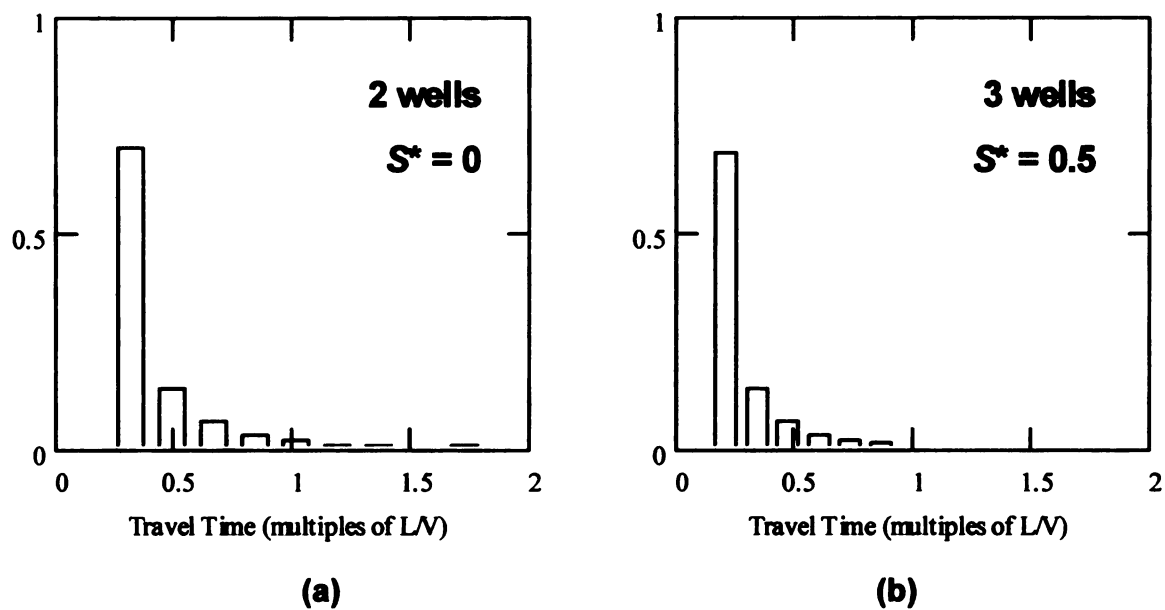 1
2 wells
S* = 0
0.5
0
0 0.5 1 1.5 2
Travel Time (multiples of L/V)
(a)
1
3 wells
S* = 0.5
0.5
0
0 0.5 1 1.5 2
Travel Time (multiples of L/V)
(b)